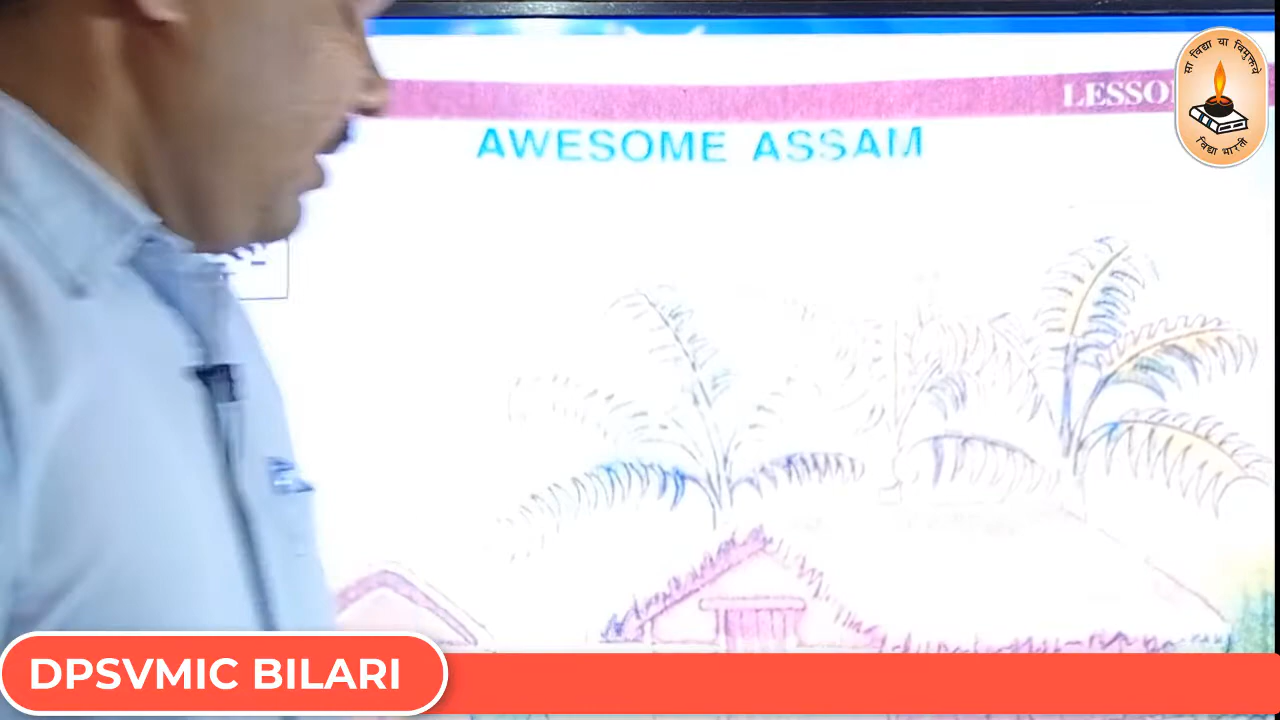 LESSO
AWESOME ASSAM
सा विद्या या विमुक्तये
विद्या भारती
DPSVMIC BILARI